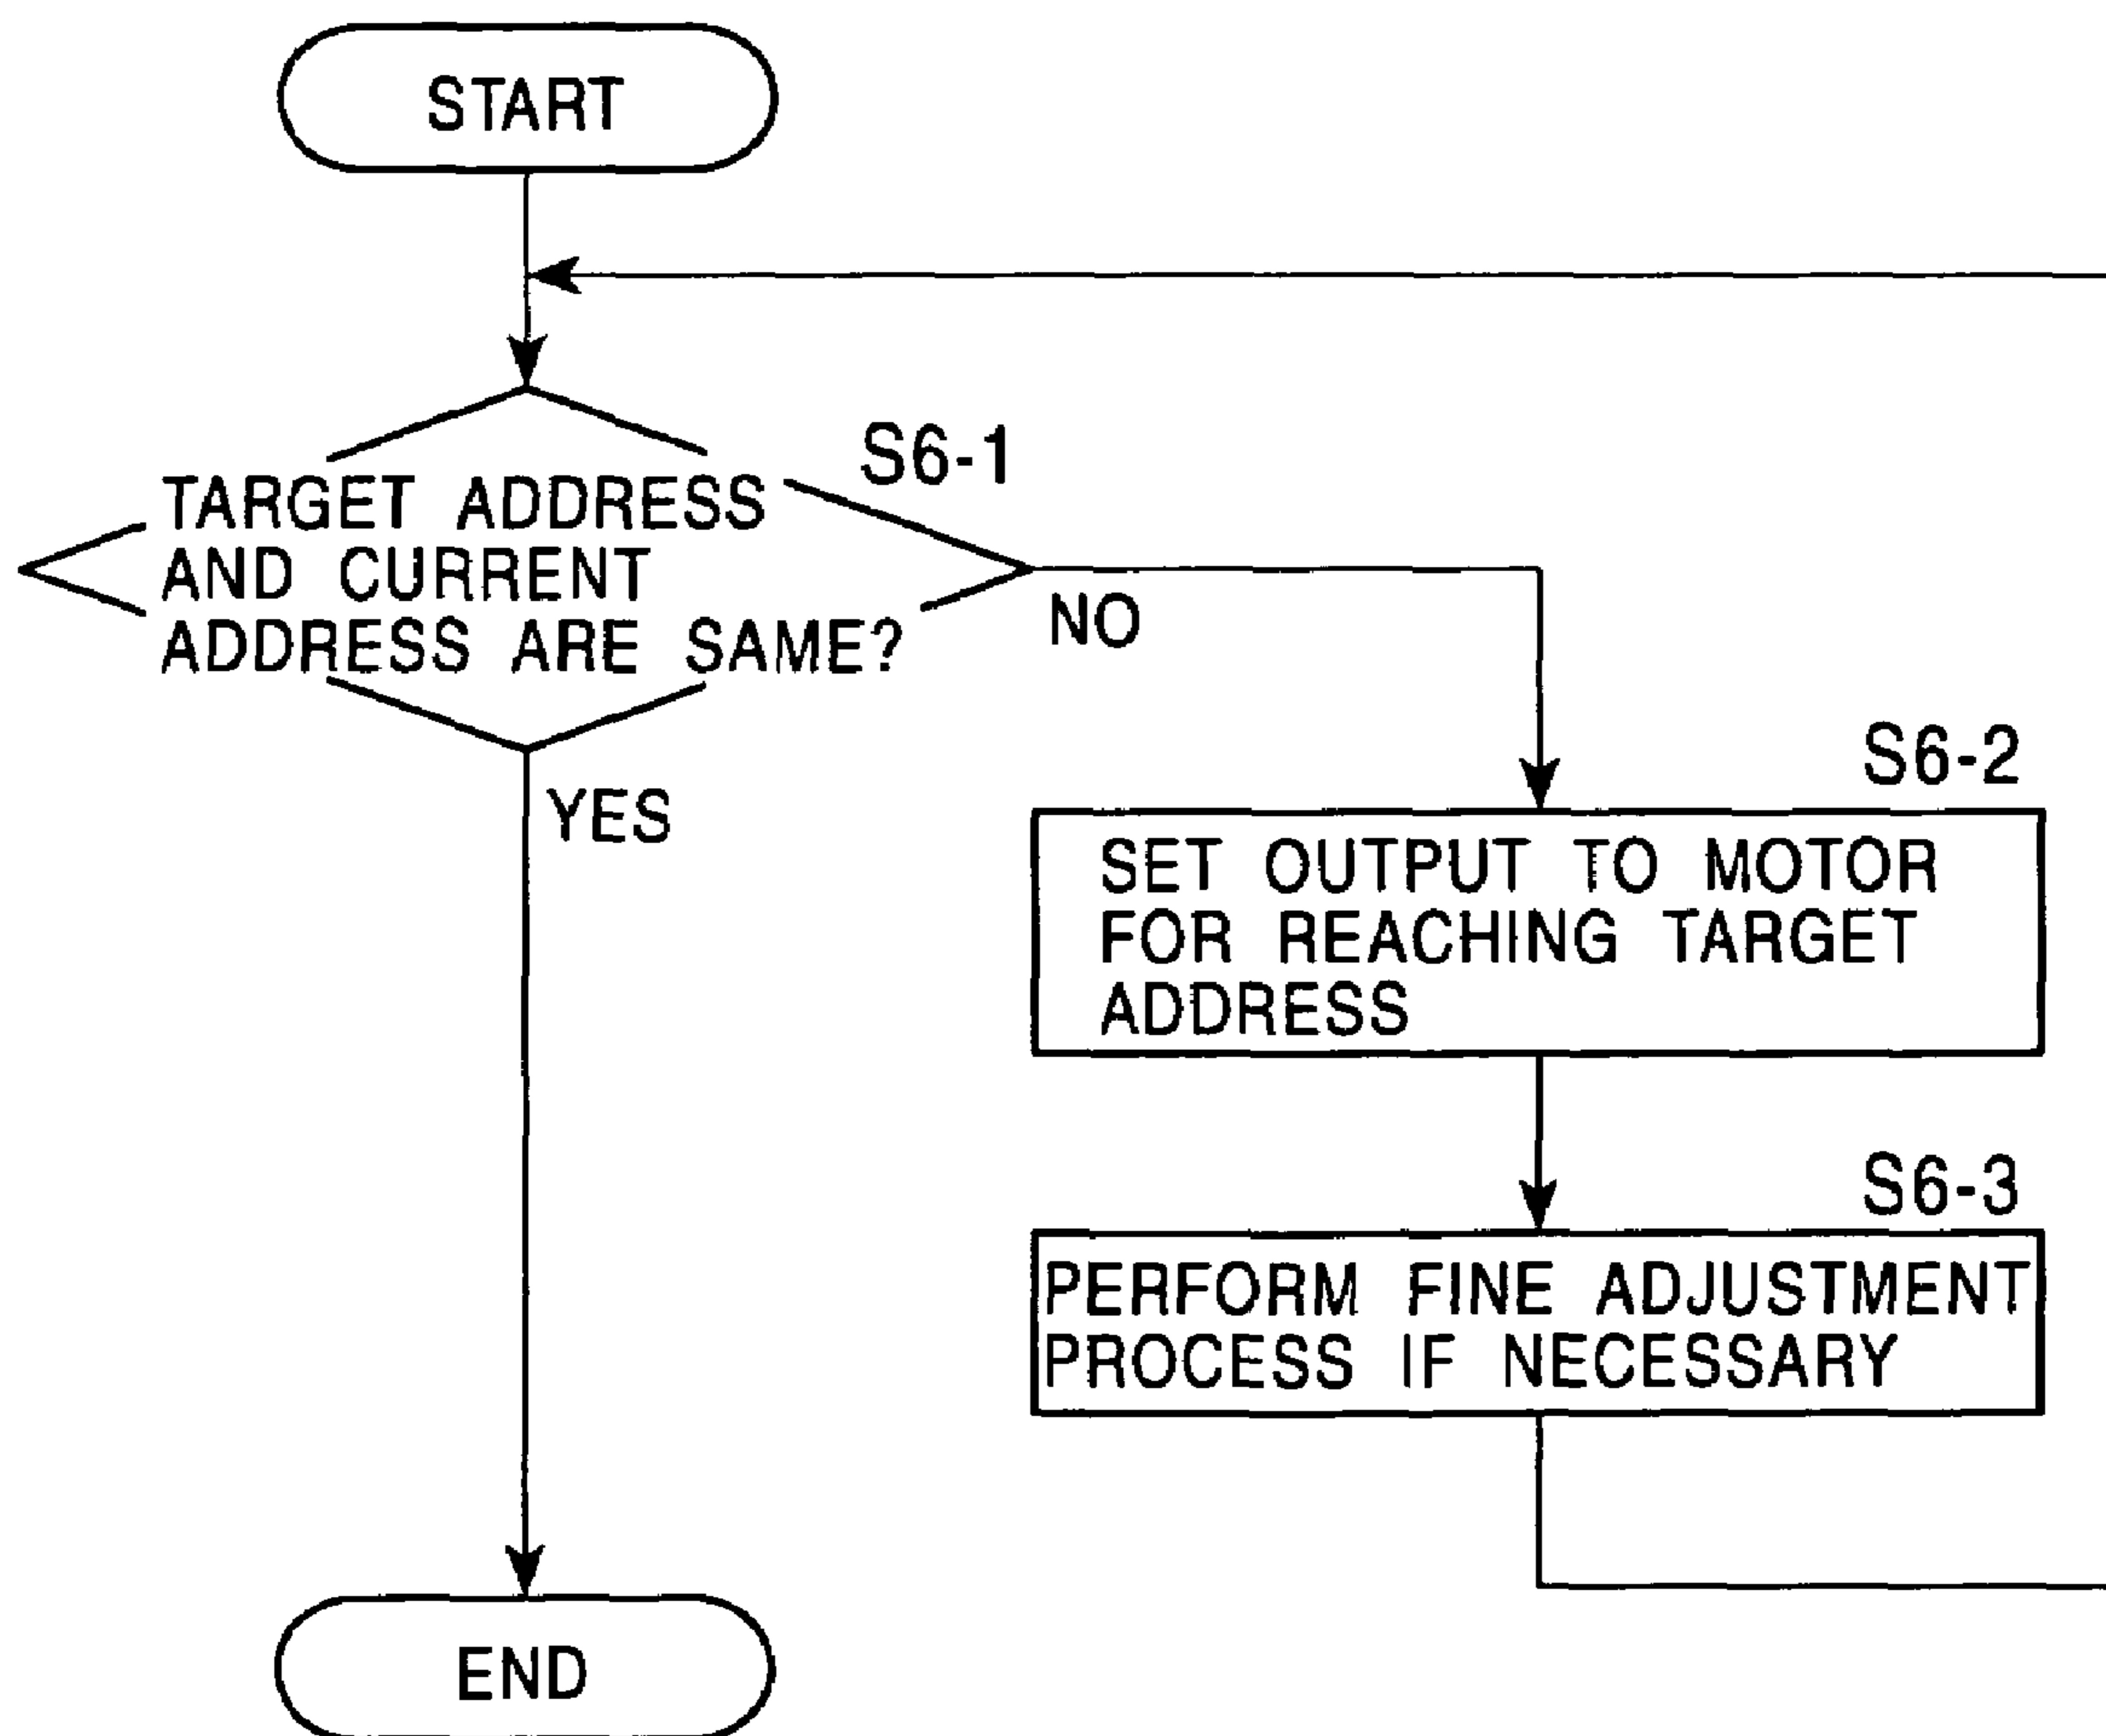 START
S6-1
TARGET ADDRESS
AND CURRENT
ADDRESS ARE SAME?
NO
YES
S6-2
SET OUTPUT TO MOTOR
FOR REACHING TARGET
ADDRESS
S6-3
PERFORM FINE ADJUSTMENT
PROCESS IF NECESSARY
END